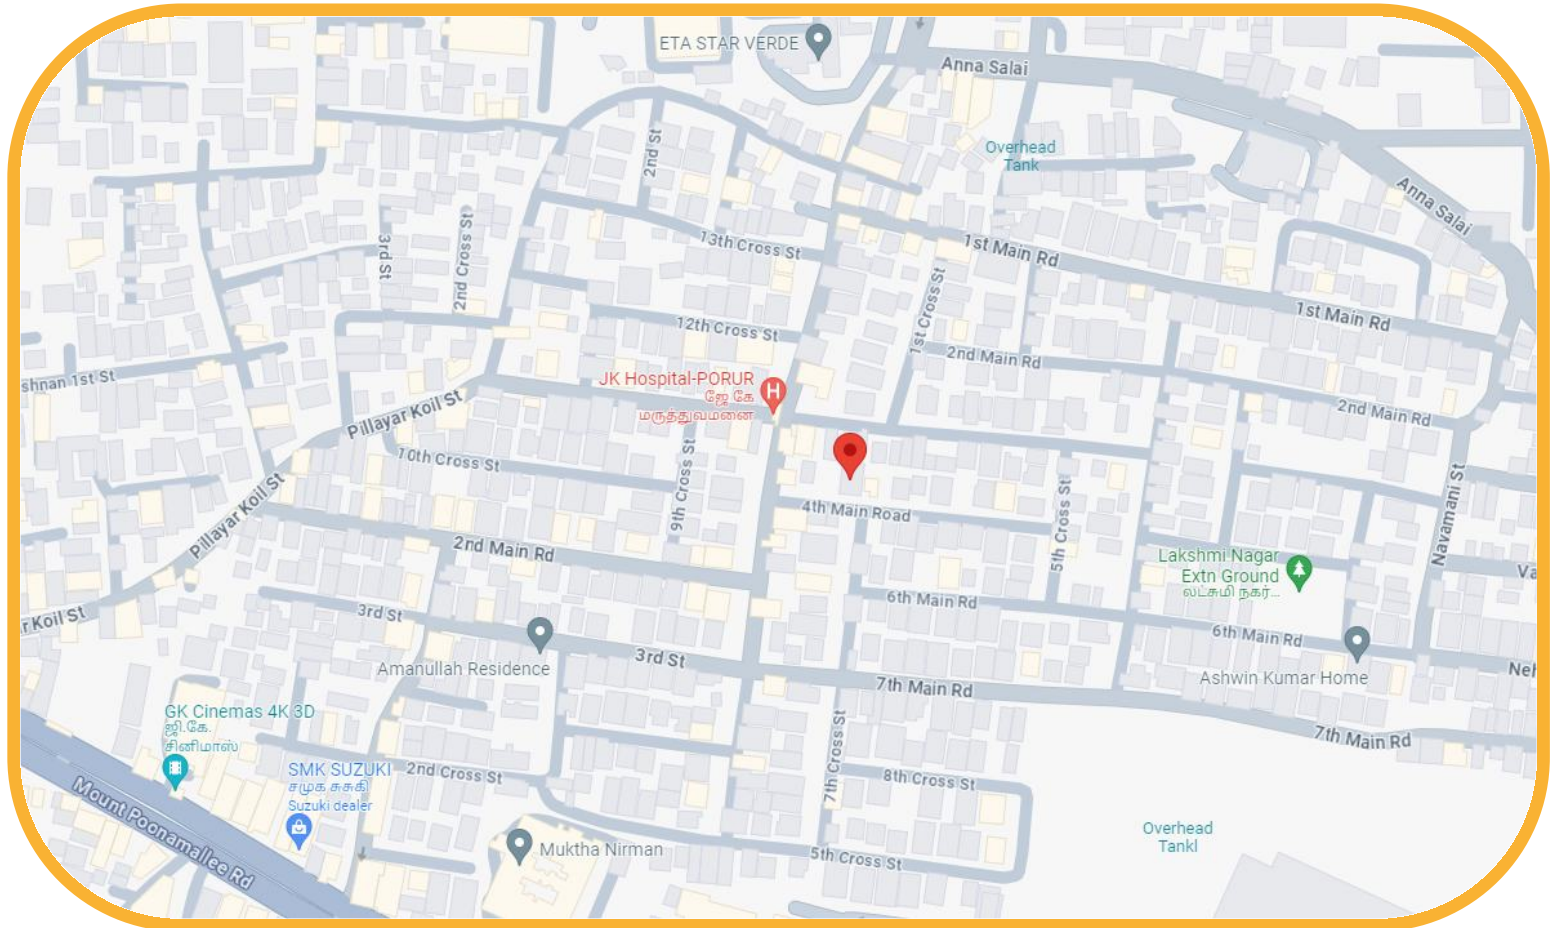 ETA STAR VERDE
Anna Salai
Overhead
Tank
2nd St
Anna Salai
3rd St
2nd Cross St
13th Cross St
1st Main Rd
1st Cross St
1st Main Rd
12th Cross St
2nd Main Rd
shnan 1st St
JK Hospital-PORUR
ஜே கே
மருத்துவமனை
Pillayar Koil St
2nd Main Rd
10th Cross St
9th Cross St
Pillayar Koil St
4th Main Road
5th Cross St
Navamani St
2nd Main Rd
Lakshmi Nagar
Extn Ground
லட்சுமி நகர்...
Va
r Koil St
3rd St
6th Main Rd
6th Main Rd
Amanullah Residence
3rd St
7th Main Rd
Ashwin Kumar Home
Neh
GK Cinemas 4K 3D
ஜி.கே.
சினிமாஸ்
7th Cross St
7th Main Rd
SMK SUZUKI
சமுக சுசுகி
Suzuki dealer
2nd Cross St
8th Cross St
Mount Poonamallee Rd
Muktha Nirman
5th Cross St
Overhead
Tankl